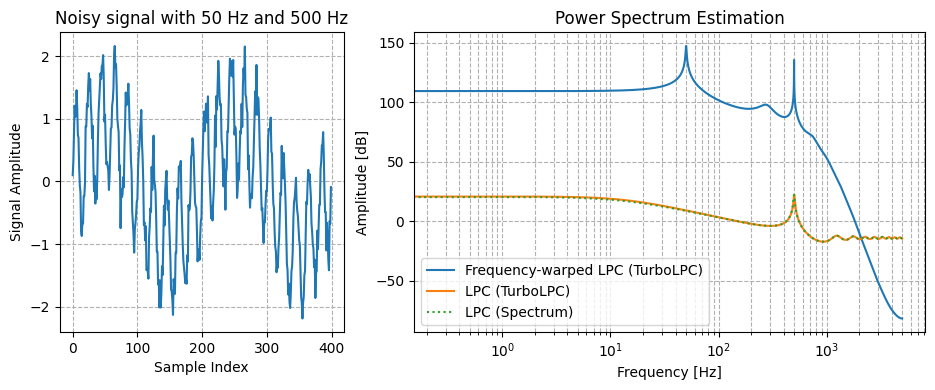 Noisy signal with 50 Hz and 500 Hz
Signal Amplitude
2
1
0
−1
−2
0
100
200
300
400
Sample Index
Power Spectrum Estimation
Amplitude [dB]
150
100
50
0
−50
Frequency-warped LPC (TurboLPC)
LPC (TurboLPC)
LPC (Spectrum)
10⁰
10¹
10²
10³
Frequency [Hz]